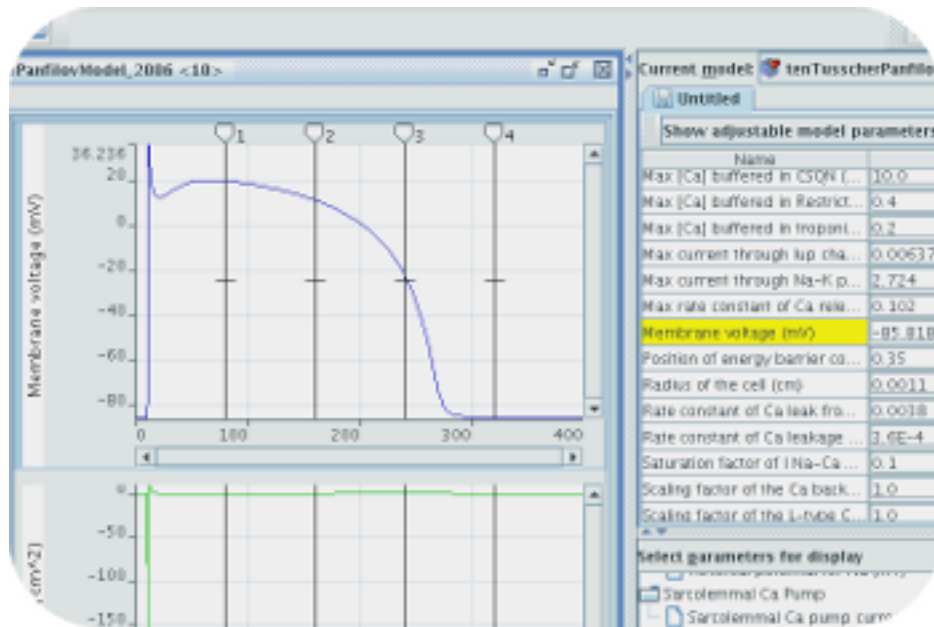 PanfilovModel_2006 <10>
1 2 3 4
36.236
20
0
-20
-40
-60
-80
Membrane voltage (mV)
0 100 200 300 400
0
-50
-100
-150
cm^2)
Current model: tenTusscherPanfilo
Untitled
Show adjustable model parameters
Name
Max [Ca] buffered in CSQN (... 10.0
Max [Ca] buffered in Restrict... 0.4
Max [Ca] buffered in troponi... 0.2
Max current through Iup cha... 0.00637
Max current through Na-K p... 2.724
Max rate constant of Ca rele... 0.102
Membrane voltage (mV) -85.818
Position of energy barrier co... 0.35
Radius of the cell (cm) 0.0011
Rate constant of Ca leak fro... 0.0018
Rate constant of Ca leakage ... 3.6E-4
Saturation factor of I Na-Ca ... 0.1
Scaling factor of the Ca back... 1.0
Scaling factor of the L-type C... 1.0
Select parameters for display
Sarcolemmal Ca Pump
Sarcolemmal Ca pump curre